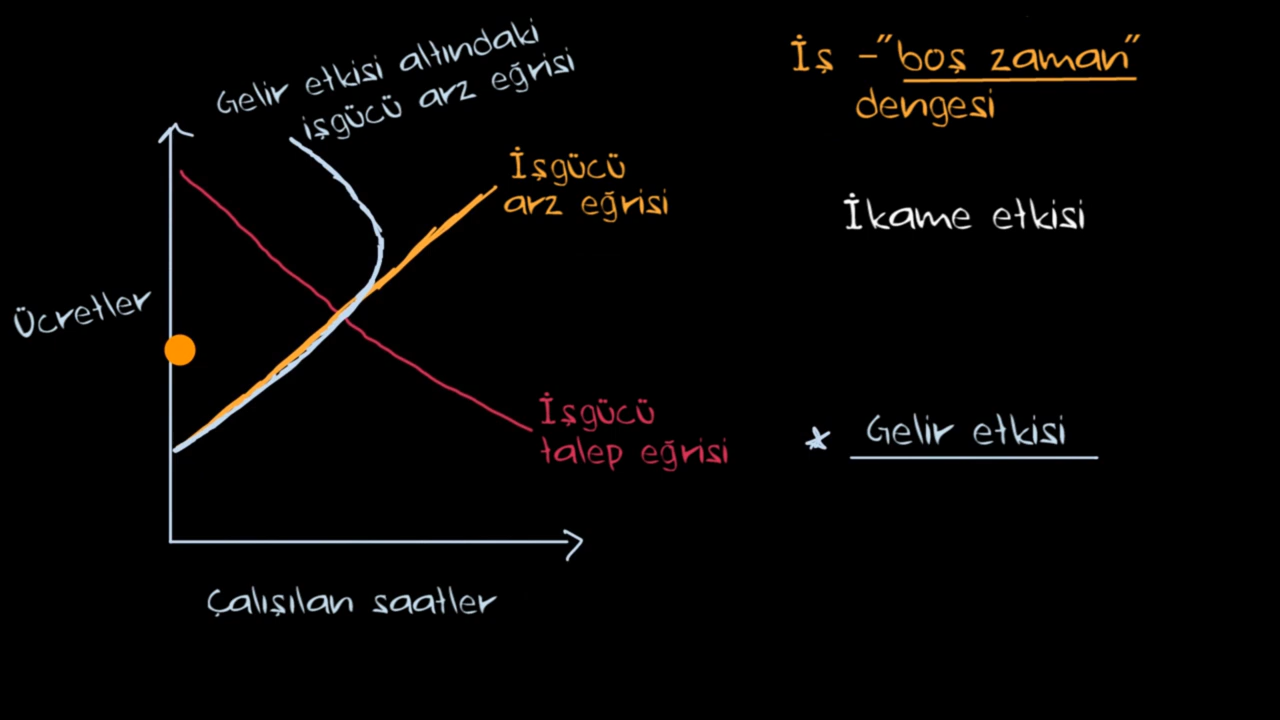 Gelir etkisi altındaki
işgücü arz eğrisi
İşgücü
arz eğrisi
Ücretler
İşgücü
talep eğrisi
Çalışılan saatler
İş -"boş zaman"
dengesi
İkame etkisi
* Gelir etkisi